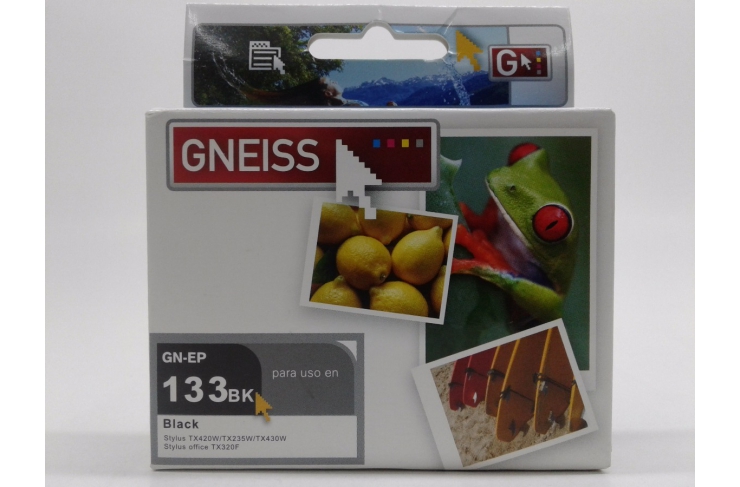 G
GNEISS
GN-EP
133BK
para uso en
Black
Stylus TX420W/TX235W/TX430W
Stylus office TX320F